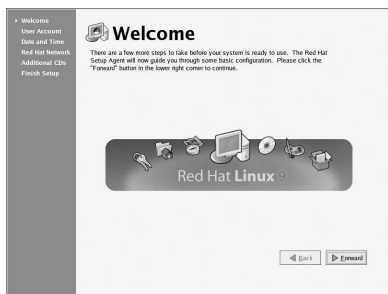 Welcome
User Account
Date and Time
Red Hat Network
Additional CDs
Finish Setup
Welcome
There are a few more steps to take before your system is ready to use. The Red Hat
Setup Agent will now guide you through some basic configuration. Please click the
"Forward" button in the lower right corner to continue.
Red Hat Linux 9
Back
Forward